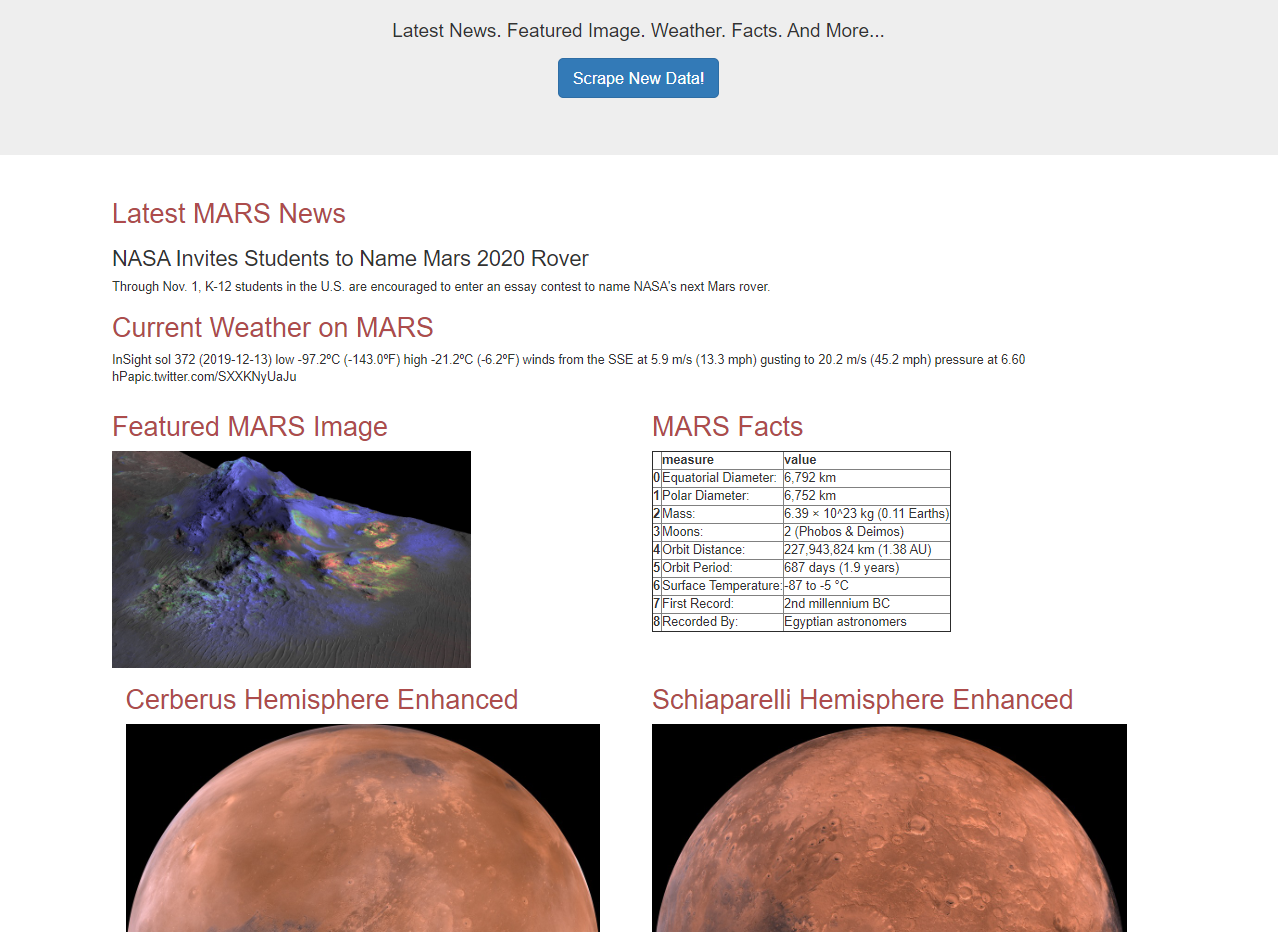 Latest News. Featured Image. Weather. Facts. And More...
Scrape New Data!
Latest MARS News
NASA Invites Students to Name Mars 2020 Rover
Through Nov. 1, K-12 students in the U.S. are encouraged to enter an essay contest to name NASA's next Mars rover.
Current Weather on MARS
InSight sol 372 (2019-12-13) low -97.2ºC (-143.0ºF) high -21.2ºC (-6.2ºF) winds from the SSE at 5.9 m/s (13.3 mph) gusting to 20.2 m/s (45.2 mph) pressure at 6.60
hPapic.twitter.com/SXXKNyUaJu
Featured MARS Image
MARS Facts
measure value
0 Equatorial Diameter: 6,792 km
1 Polar Diameter: 6,752 km
2 Mass: 6.39 × 10^23 kg (0.11 Earths)
3 Moons: 2 (Phobos & Deimos)
4 Orbit Distance: 227,943,824 km (1.38 AU)
5 Orbit Period: 687 days (1.9 years)
6 Surface Temperature: -87 to -5 °C
7 First Record: 2nd millennium BC
8 Recorded By: Egyptian astronomers
Cerberus Hemisphere Enhanced
Schiaparelli Hemisphere Enhanced